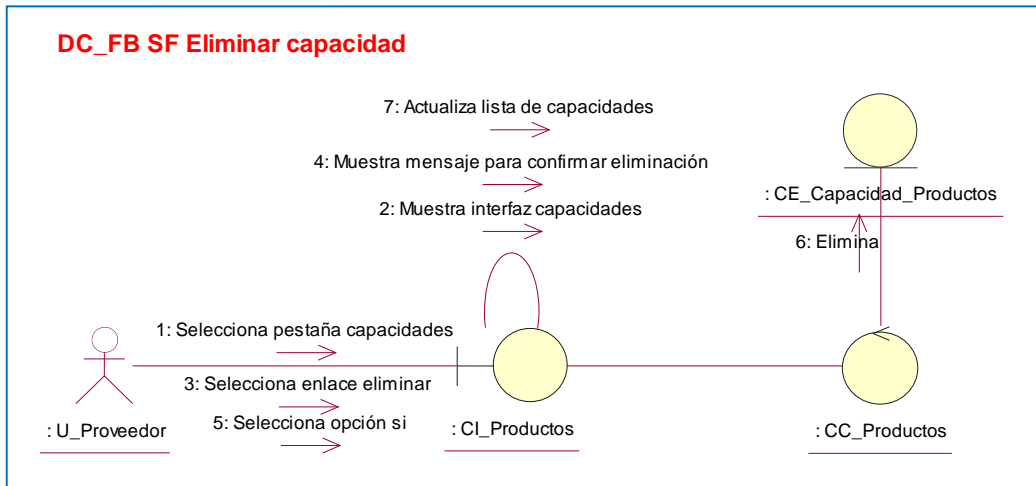 DC_FB SF Eliminar capacidad
7: Actualiza lista de capacidades
4: Muestra mensaje para confirmar eliminación
2: Muestra interfaz capacidades
: CE_Capacidad_Productos
6: Elimina
1: Selecciona pestaña capacidades
3: Selecciona enlace eliminar
5: Selecciona opción si
: U_Proveedor
: CI_Productos
: CC_Productos